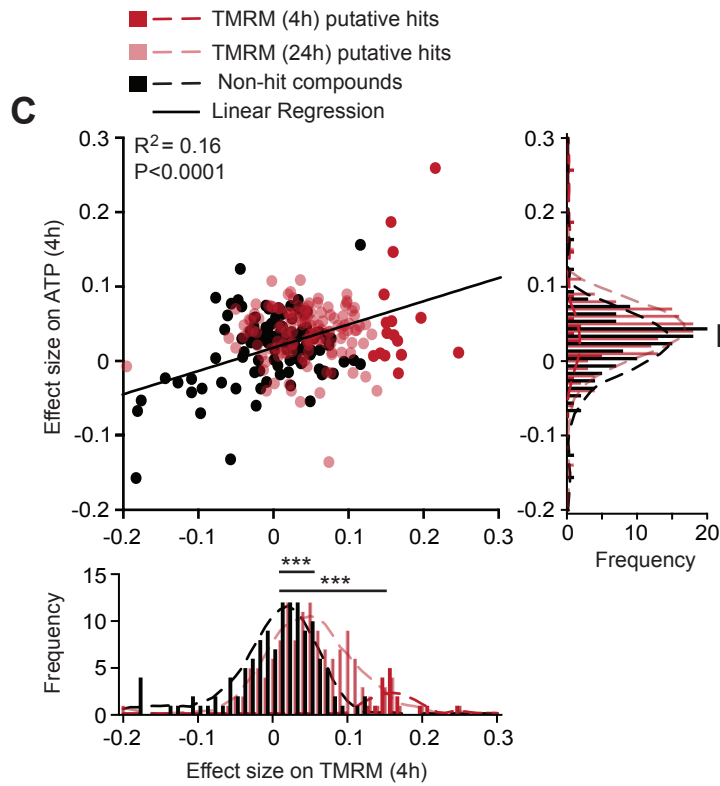 TMRM (4h) putative hits
TMRM (24h) putative hits
Non-hit compounds
Linear Regression
C
R² = 0.16
P<0.0001
Effect size on ATP (4h)
0.3
0.2
0.1
0
-0.1
-0.2
-0.2 -0.1 0 0.1 0.2 0.3
0.3
0.2
0.1
0
-0.1
-0.2
0 10 20
Frequency
*** 
***
Frequency
15
10
5
0
-0.2 -0.1 0 0.1 0.2 0.3
Effect size on TMRM (4h)